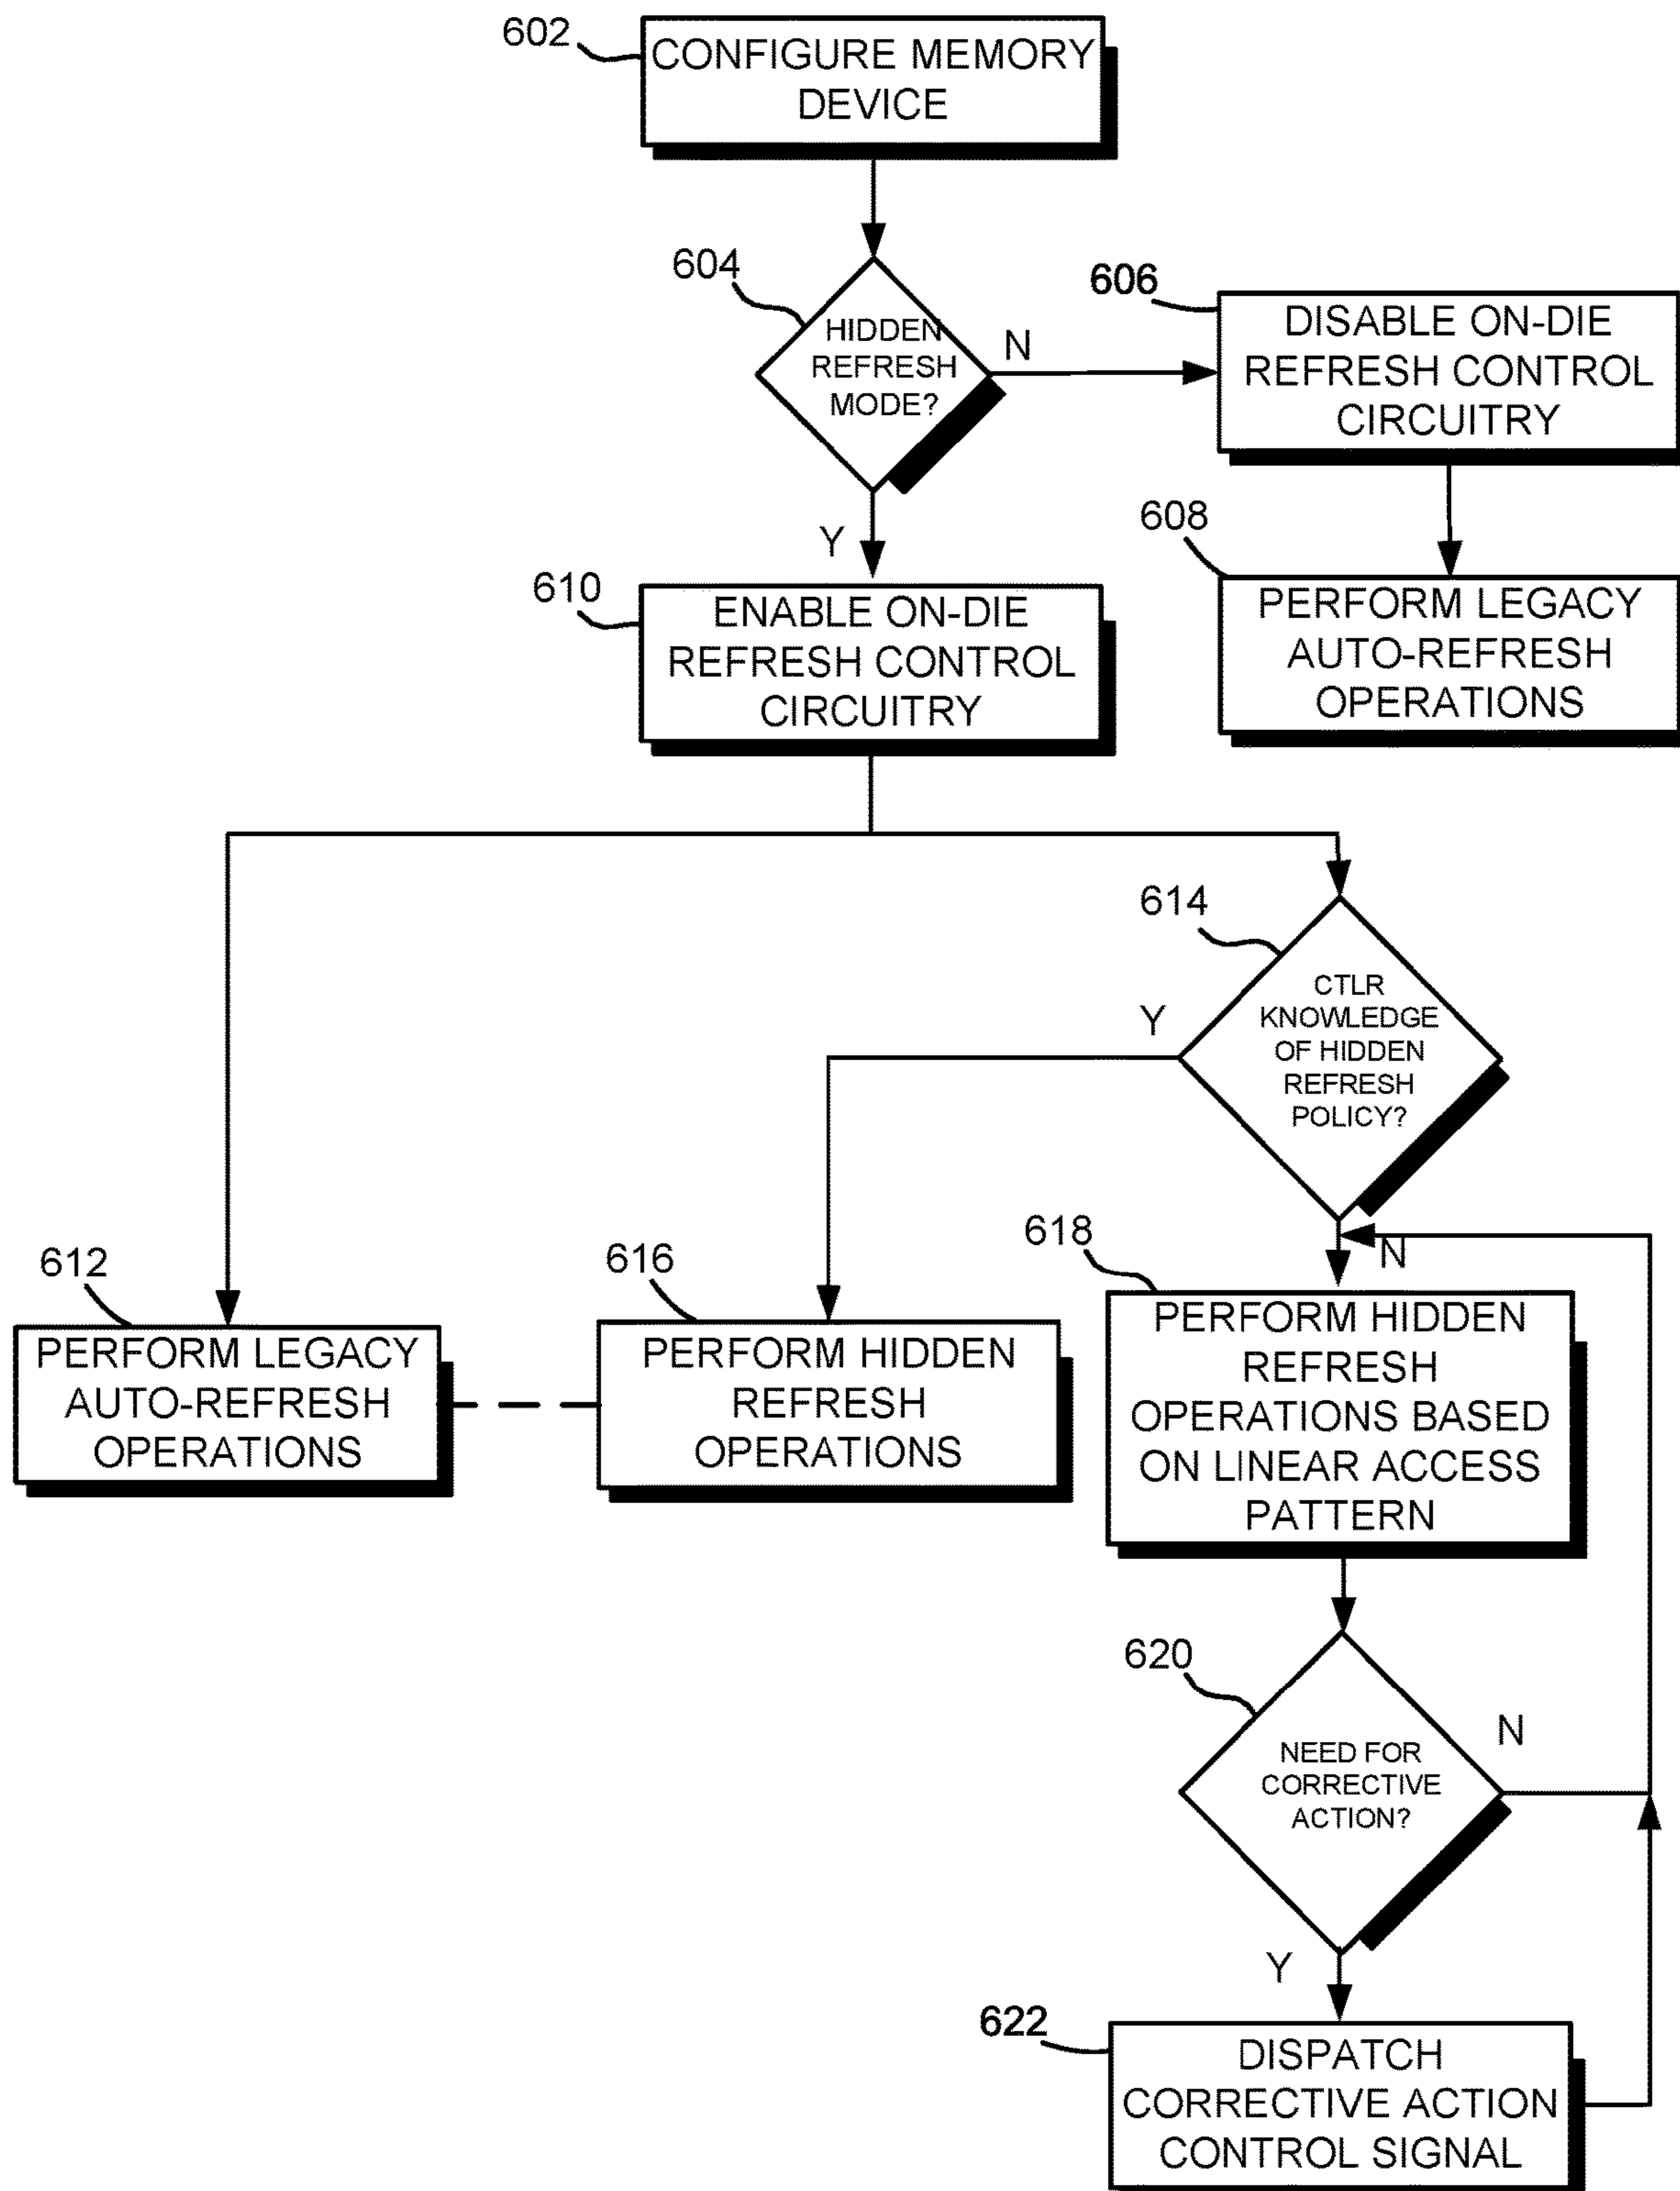 602
CONFIGURE MEMORY
DEVICE
604
HIDDEN
REFRESH
MODE?
N
606
DISABLE ON-DIE
REFRESH CONTROL
CIRCUITRY
Y
608
PERFORM LEGACY
AUTO-REFRESH
OPERATIONS
610
ENABLE ON-DIE
REFRESH CONTROL
CIRCUITRY
614
CTLR
KNOWLEDGE
OF HIDDEN
REFRESH
POLICY?
Y
N
612
PERFORM LEGACY
AUTO-REFRESH
OPERATIONS
616
PERFORM HIDDEN
REFRESH
OPERATIONS
618
PERFORM HIDDEN
REFRESH
OPERATIONS BASED
ON LINEAR ACCESS
PATTERN
620
NEED FOR
CORRECTIVE
ACTION?
N
Y
622
DISPATCH
CORRECTIVE ACTION
CONTROL SIGNAL